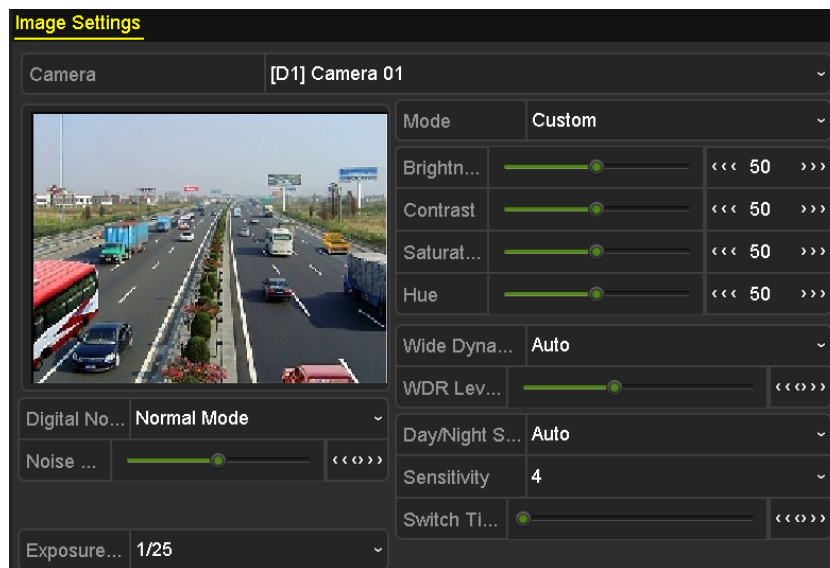 Image Settings
Camera [D1] Camera 01
Mode Custom
Brightn... 50
Contrast 50
Saturat... 50
Hue 50
Wide Dyna... Auto
WDR Lev...
Digital No... Normal Mode
Noise ...
Day/Night S... Auto
Sensitivity 4
Switch Ti...
Exposure... 1/25